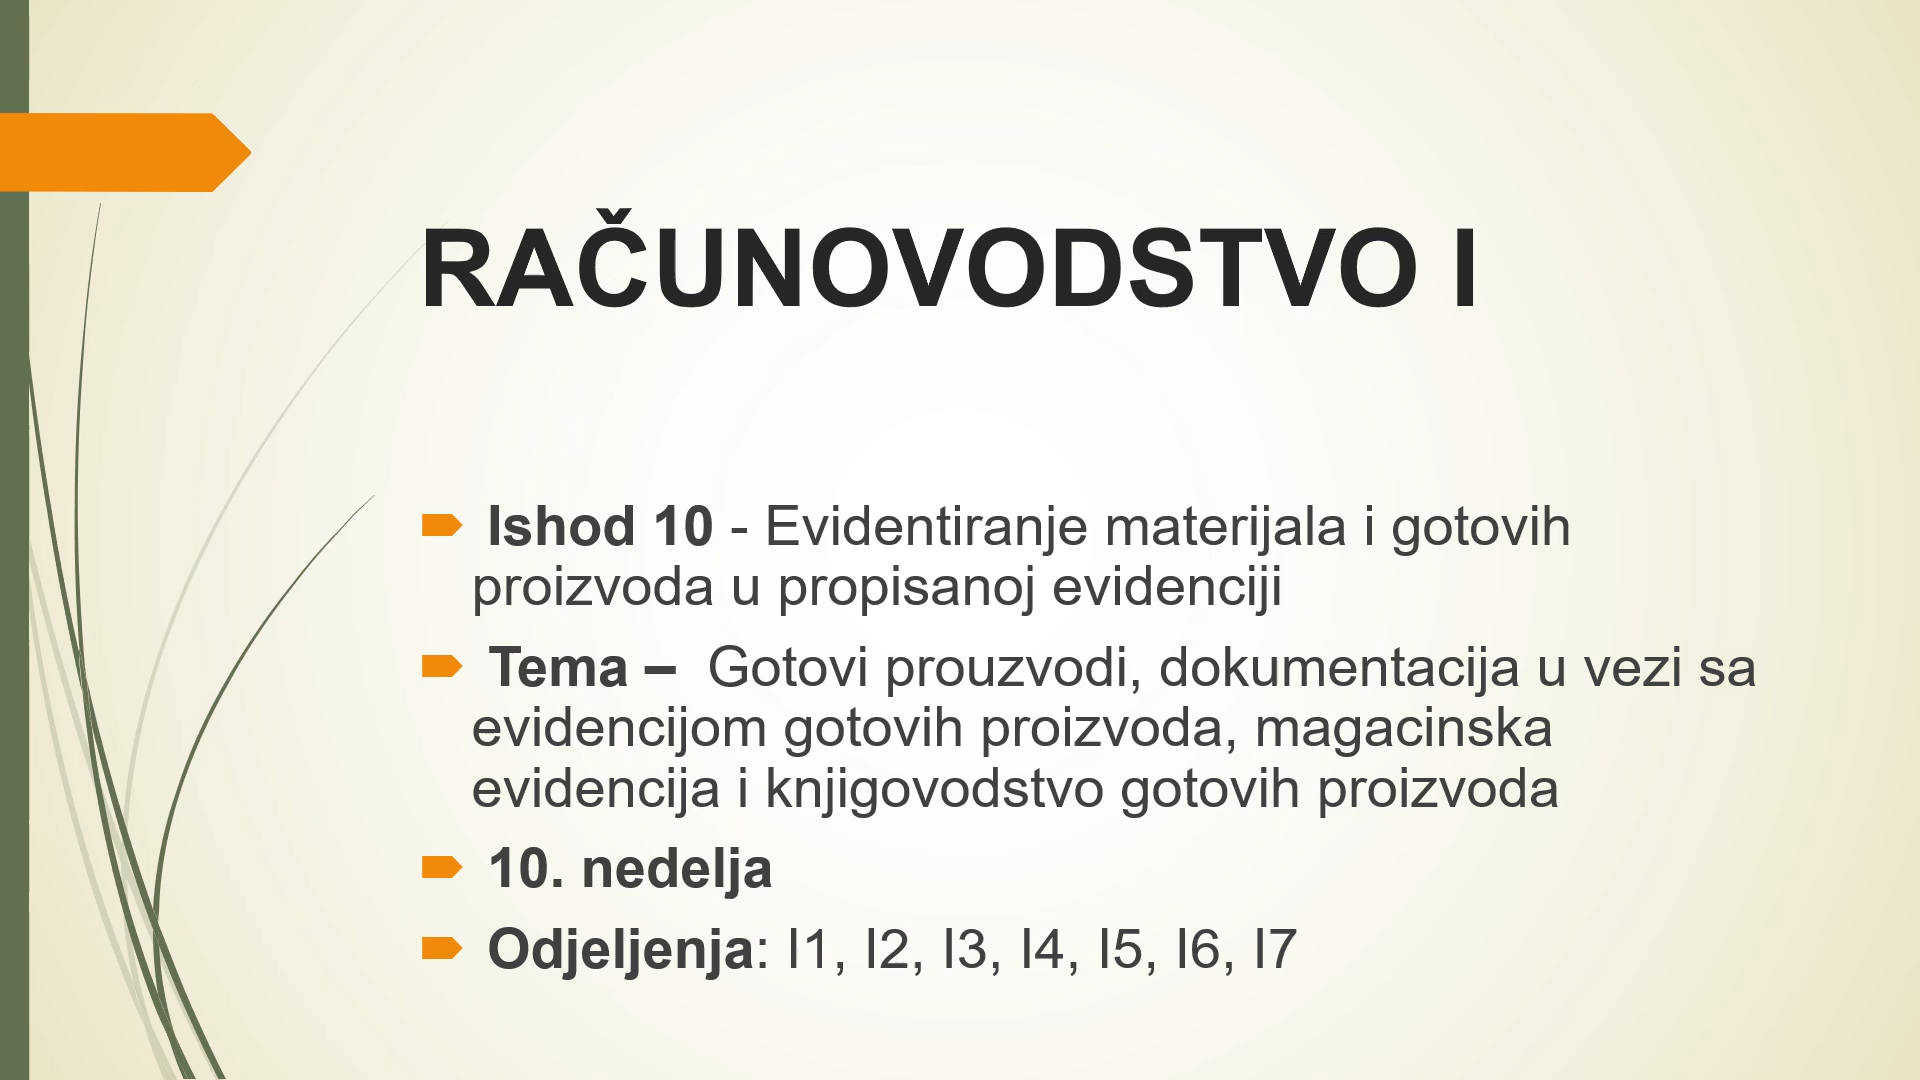 RAČUNOVODSTVO I
Ishod 10 - Evidentiranje materijala i gotovih
proizvoda u propisanoj evidenciji
Tema – Gotovi prouzvodi, dokumentacija u vezi sa
evidencijom gotovih proizvoda, magacinska
evidencija i knjigovodstvo gotovih proizvoda
10. nedelja
Odjeljenja: I1, I2, I3, I4, I5, I6, I7